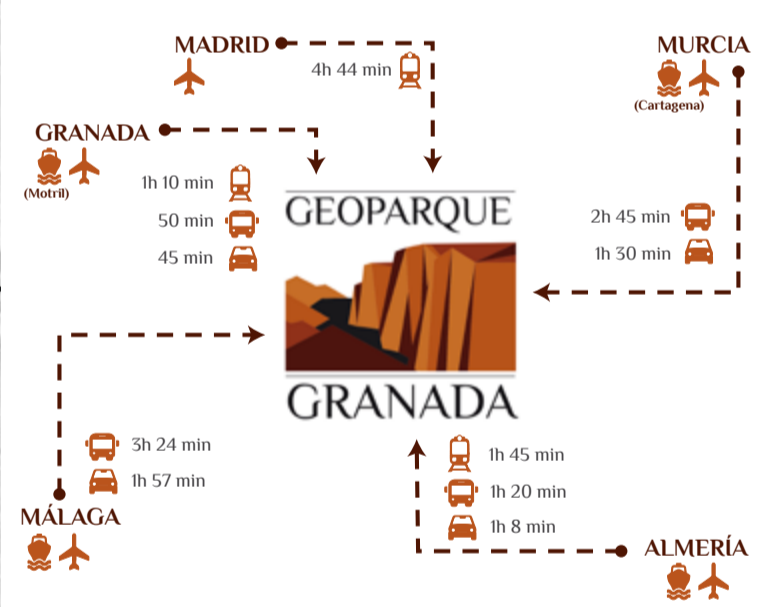 MADRID
4h 44 min
MURCIA
(Cartagena)
GRANADA
(Motril)
1h 10 min
50 min
45 min
GEOPARQUE
GRANADA
2h 45 min
1h 30 min
3h 24 min
1h 57 min
MÁLAGA
1h 45 min
1h 20 min
1h 8 min
ALMERÍA